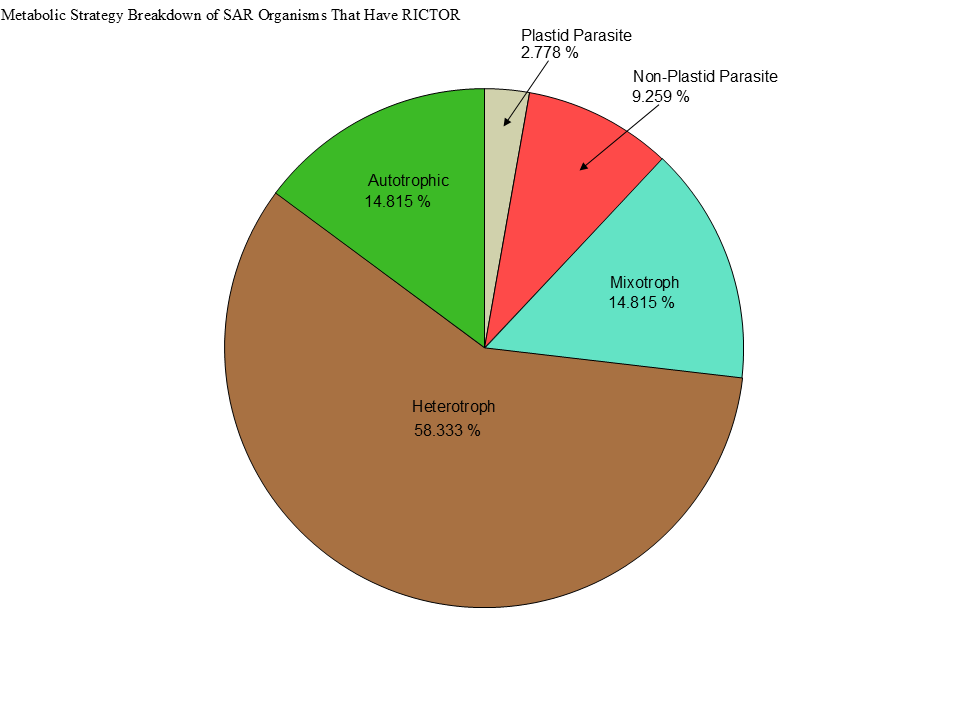 Metabolic Strategy Breakdown of SAR Organisms That Have RICTOR
Plastid Parasite
2.778 %
Non-Plastid Parasite
9.259 %
Autotrophic
14.815 %
Mixotroph
14.815 %
Heterotroph
58.333 %